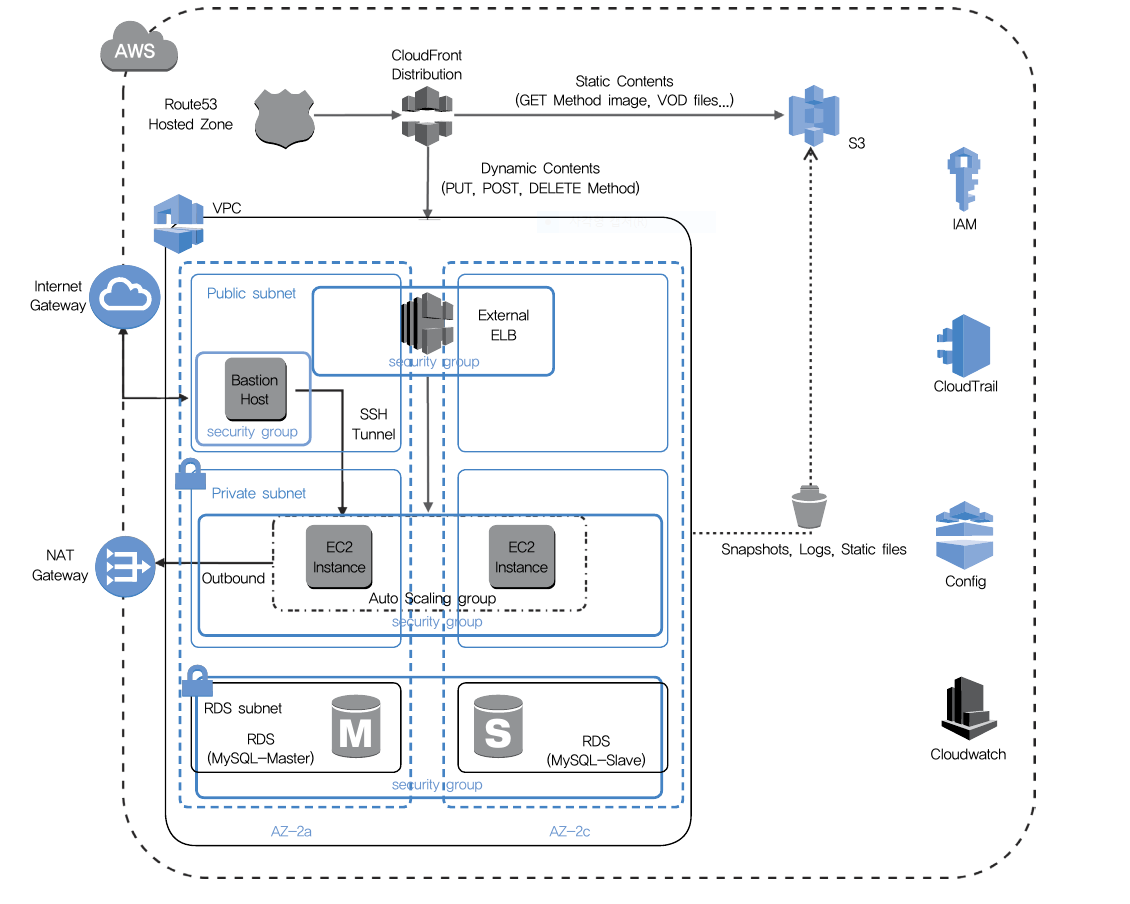 AWS
CloudFront
Distribution
Route53
Hosted Zone
Static Contents
(GET Method image, VOD files...)
S3
Dynamic Contents
(PUT, POST, DELETE Method)
IAM
VPC
Internet
Gateway
Public subnet
External
ELB
security group
Bastion
Host
security group
SSH
Tunnel
CloudTrail
Private subnet
NAT
Gateway
Outbound
EC2
Instance
EC2
Instance
Auto Scaling group
security group
Snapshots, Logs, Static files
Config
RDS subnet
RDS
(MySQL-Master)
M
S
RDS
(MySQL-Slave)
security group
Cloudwatch
AZ-2a
AZ-2c